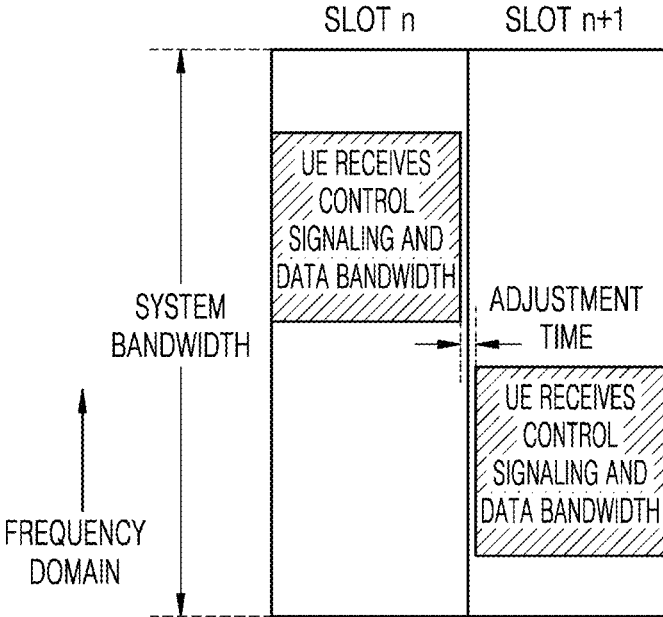 SLOT n
SLOT n+1
UE RECEIVES
CONTROL
SIGNALING AND
DATA BANDWIDTH
SYSTEM
BANDWIDTH
ADJUSTMENT
TIME
UE RECEIVES
CONTROL
SIGNALING AND
DATA BANDWIDTH
FREQUENCY
DOMAIN